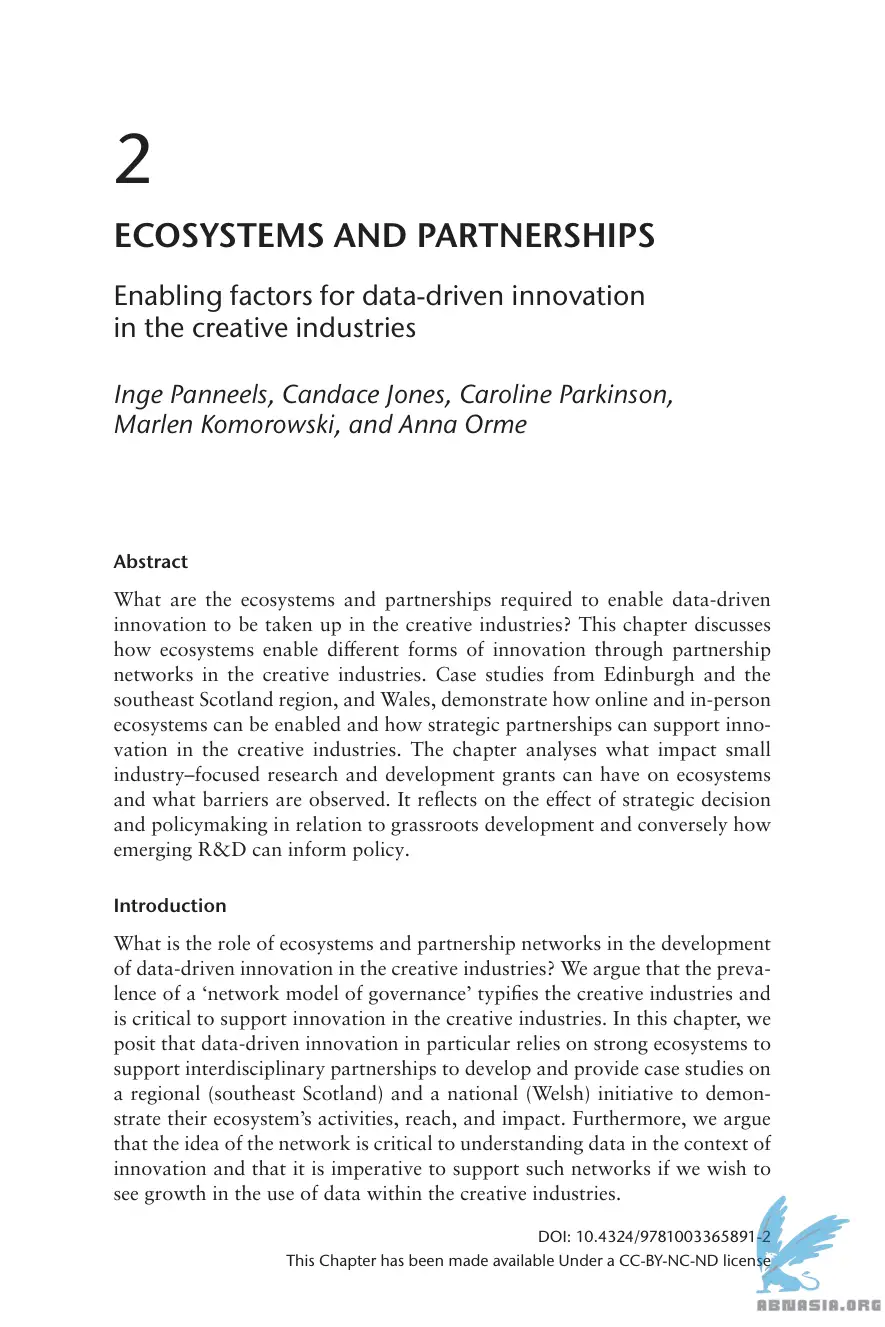 2
ECOSYSTEMS AND PARTNERSHIPS
Enabling factors for data-driven innovation
in the creative industries
Inge Panneels, Candace Jones, Caroline Parkinson,
Marlen Komorowski, and Anna Orme
Abstract
What are the ecosystems and partnerships required to enable data-driven
innovation to be taken up in the creative industries? This chapter discusses
how ecosystems enable different forms of innovation through partnership
networks in the creative industries. Case studies from Edinburgh and the
southeast Scotland region, and Wales, demonstrate how online and in-person
ecosystems can be enabled and how strategic partnerships can support inno-
vation in the creative industries. The chapter analyses what impact small
industry–focused research and development grants can have on ecosystems
and what barriers are observed. It reflects on the effect of strategic decision
and policymaking in relation to grassroots development and conversely how
emerging R&D can inform policy.
Introduction
What is the role of ecosystems and partnership networks in the development
of data-driven innovation in the creative industries? We argue that the preva-
lence of a ‘network model of governance’ typifies the creative industries and
is critical to support innovation in the creative industries. In this chapter, we
posit that data-driven innovation in particular relies on strong ecosystems to
support interdisciplinary partnerships to develop and provide case studies on
a regional (southeast Scotland) and a national (Welsh) initiative to demon-
strate their ecosystem’s activities, reach, and impact. Furthermore, we argue
that the idea of the network is critical to understanding data in the context of
innovation and that it is imperative to support such networks if we wish to
see growth in the use of data within the creative industries.
DOI: 10.4324/9781003365891-2
This Chapter has been made available Under a CC-BY-NC-ND license
ABNASIA.ORG